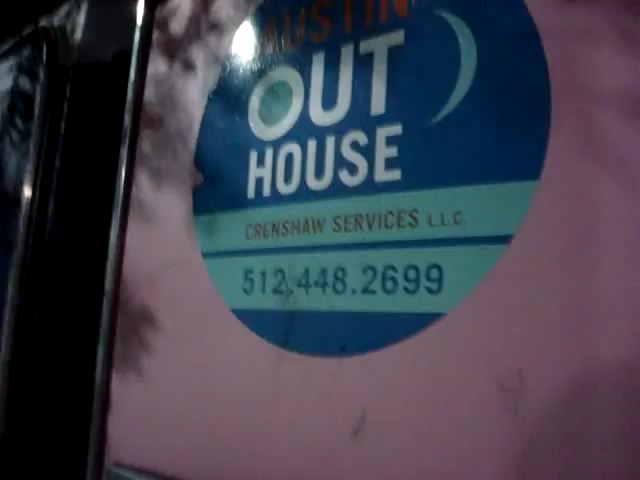 AUSTIN
OUT
HOUSE
CRENSHAW SERVICES L.L.C.
512.448.2699